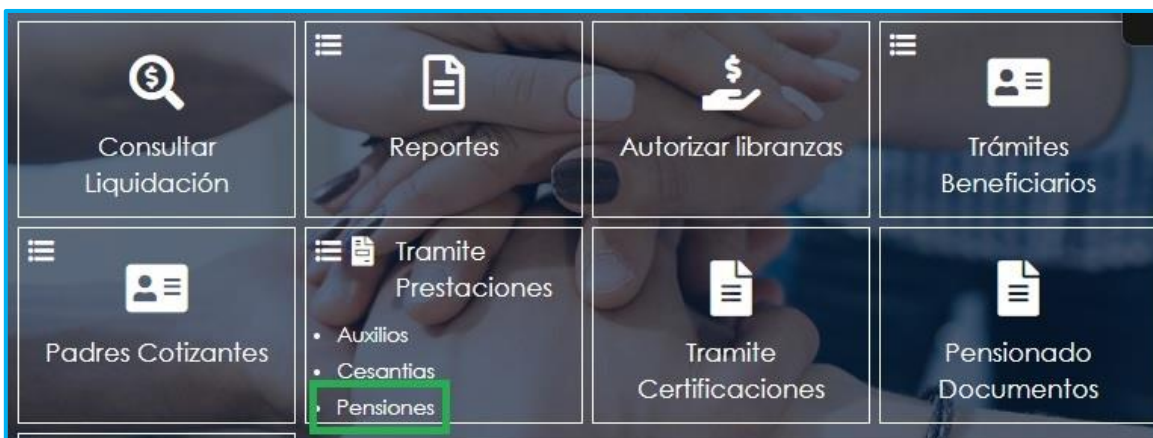 Consultar
Liquidación
Reportes
Autorizar libranzas
Trámites
Beneficiarios
Padres Cotizantes
Tramite
Prestaciones
• Auxilios
• Cesantias
• Pensiones
Tramite
Certificaciones
Pensionado
Documentos